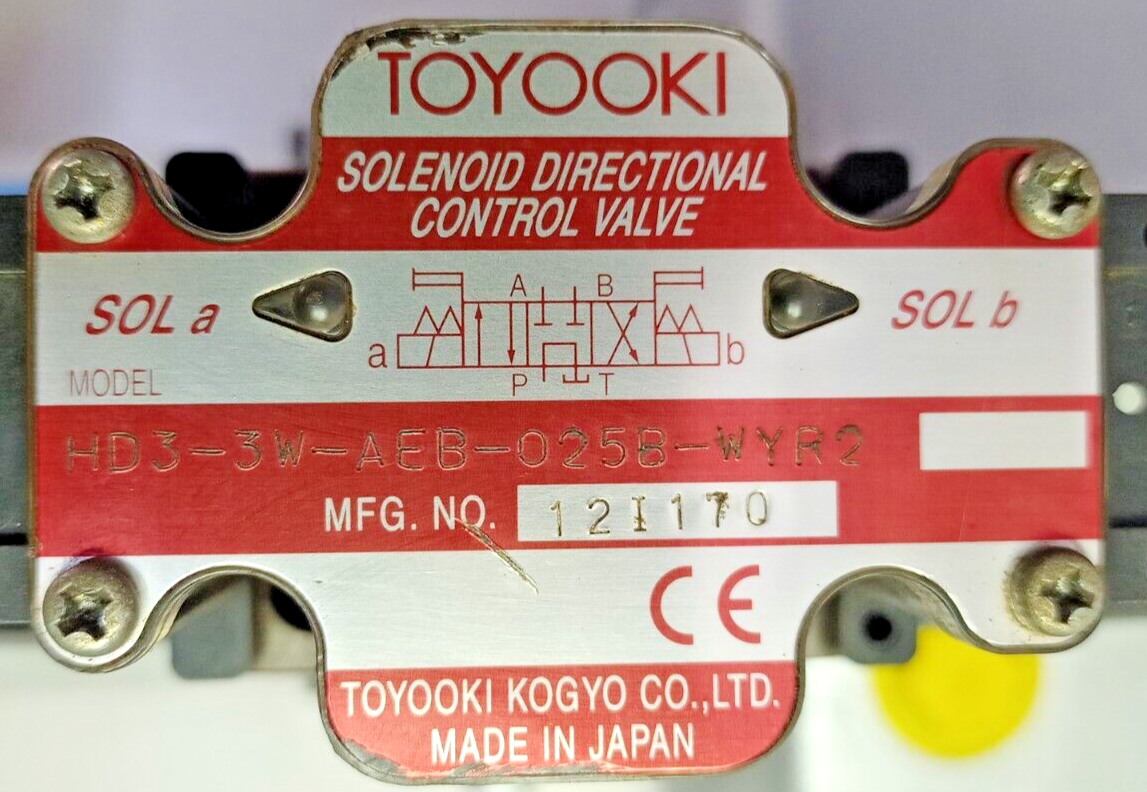 TOYOOKI
SOLENOID DIRECTIONAL
CONTROL VALVE
A B
SOL a a b SOL b
P T
MODEL
HD3-3W-AEB-025B-WYR2
MFG. NO. 12I170
CE
TOYOOKI KOGYO CO.,LTD.
MADE IN JAPAN